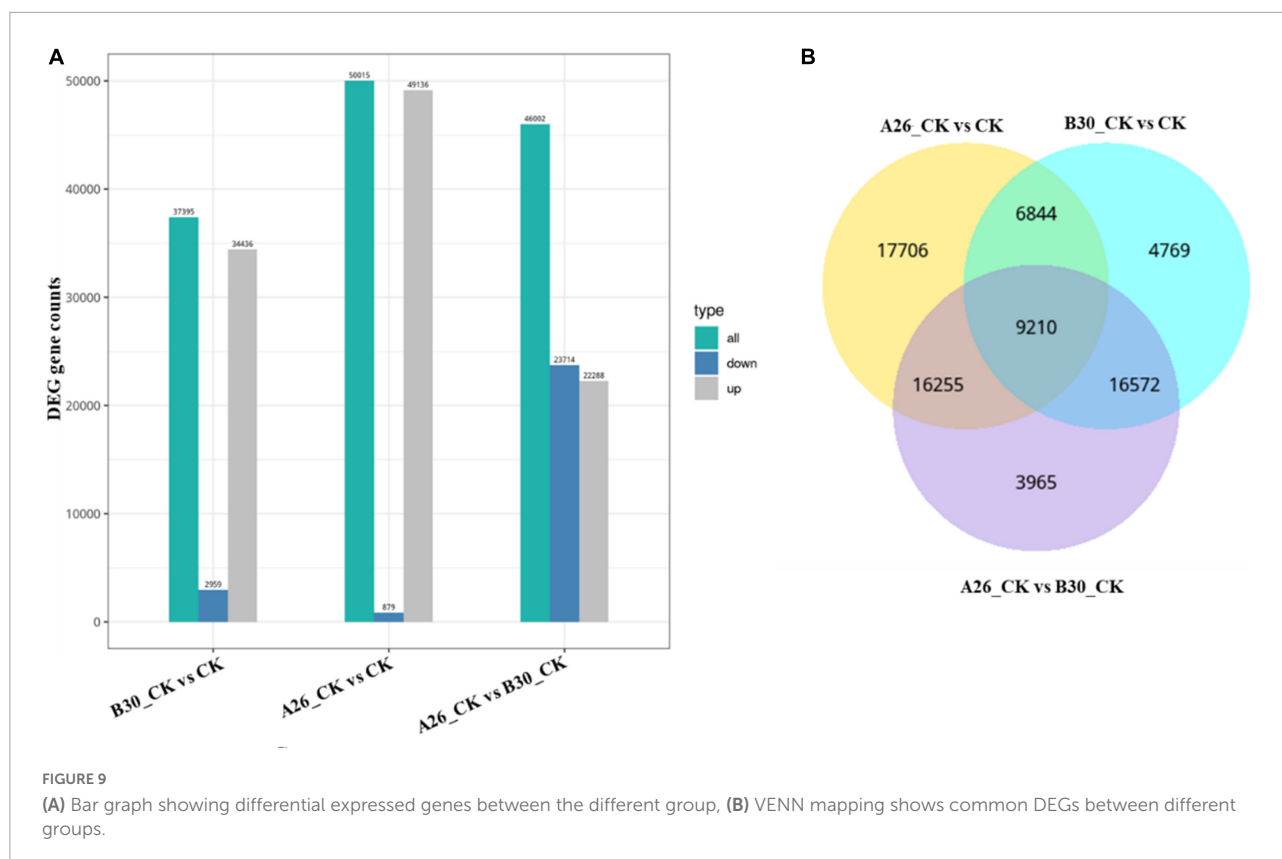 A
B
50000
40000
30000
20000
10000
0
DEG gene counts
37395
2959
34436
50015
879
49136
46002
23714
22288
B30_CK vs CK
A26_CK vs CK
A26_CK vs B30_CK
type
all
down
up
A26_CK vs CK
B30_CK vs CK
6844
17706
4769
9210
16255
16572
3965
A26_CK vs B30_CK
FIGURE 9
(A) Bar graph showing differential expressed genes between the different group, (B) VENN mapping shows common DEGs between different
groups.